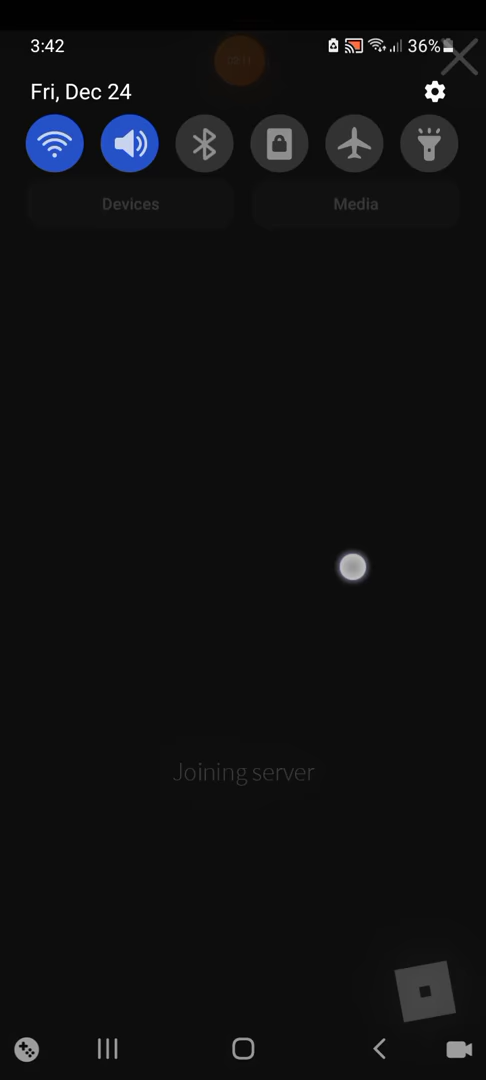 3:42
36%
Fri, Dec 24
Devices
Media
Joining server